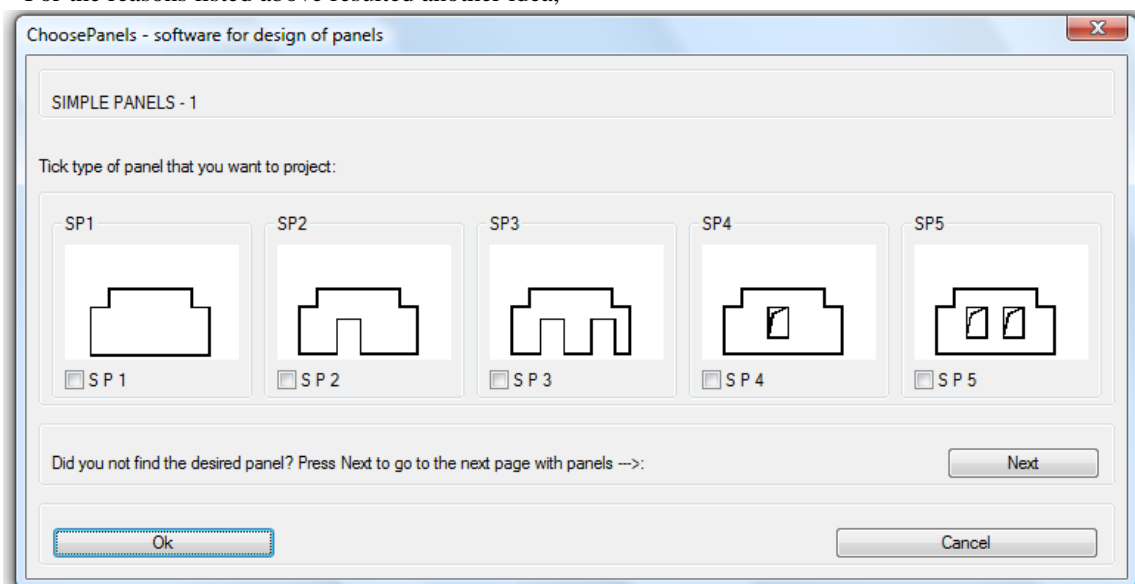 For the reasons listed above resulted another idea,
ChoosePanels - software for design of panels
SIMPLE PANELS - 1
Tick type of panel that you want to project:
SP1 SP2 SP3 SP4 SP5
S P 1 S P 2 S P 3 S P 4 S P 5
Did you not find the desired panel? Press Next to go to the next page with panels --->:
Next
Ok Cancel